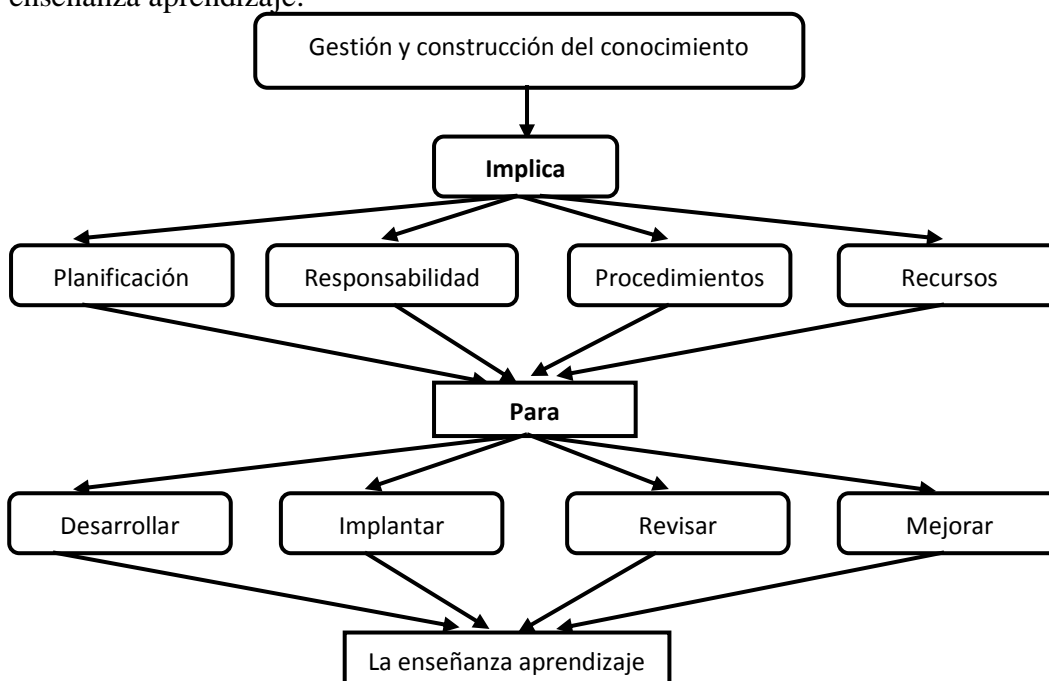 enseñanza aprendizaje.
Gestión y construcción del conocimiento
Implica
Planificación
Responsabilidad
Procedimientos
Recursos
Para
Desarrollar
Implantar
Revisar
Mejorar
La enseñanza aprendizaje